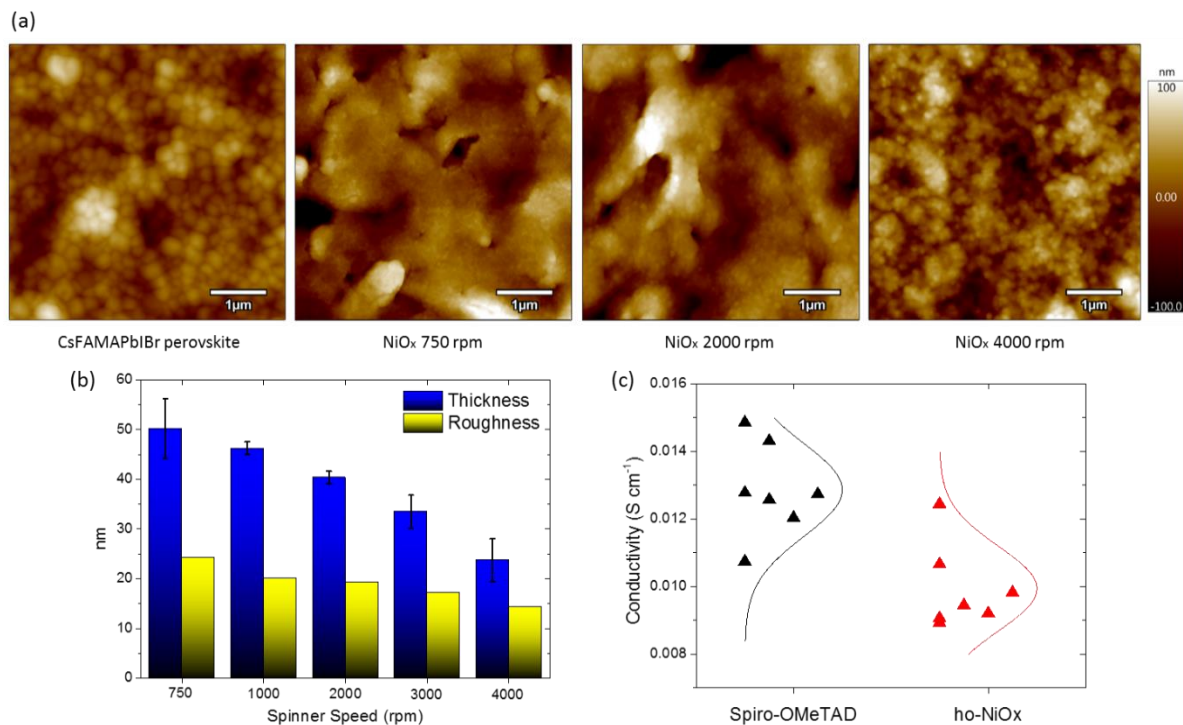 (a)
nm
100
0.00
-100.0
1μm
1μm
1μm
1μm
CsFAMAPbIBr perovskite
NiOx 750 rpm
NiOx 2000 rpm
NiOx 4000 rpm
(b)
60
50
40
30
20
10
0
nm
Thickness
Roughness
750
1000
2000
3000
4000
Spinner Speed (rpm)
(c)
0.016
0.014
0.012
0.010
0.008
Conductivity (S cm⁻¹)
Spiro-OMeTAD
ho-NiOx